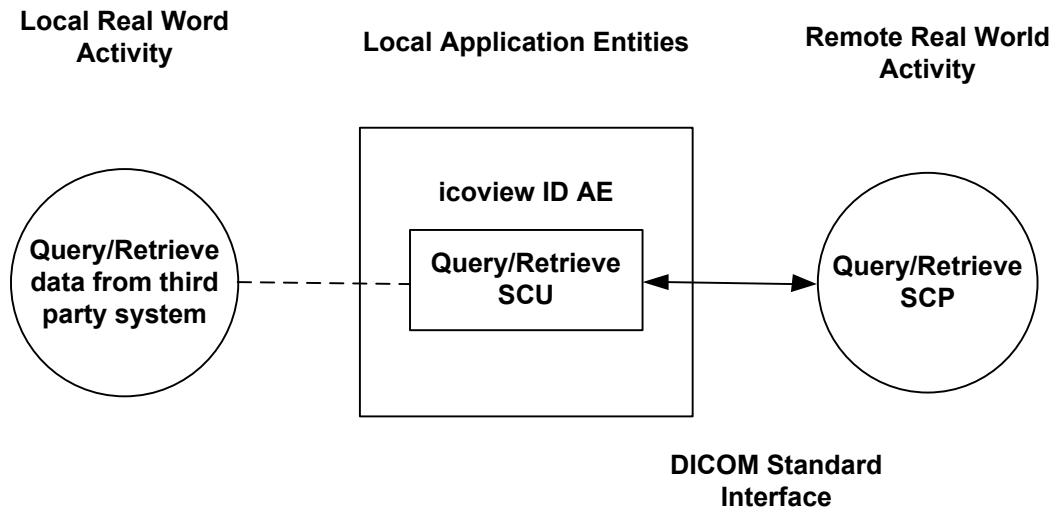 Local Real Word
Activity
Local Application Entities
Remote Real World
Activity
icoview ID AE
Query/Retrieve
data from third
party system
Query/Retrieve
SCU
Query/Retrieve
SCP
DICOM Standard
Interface